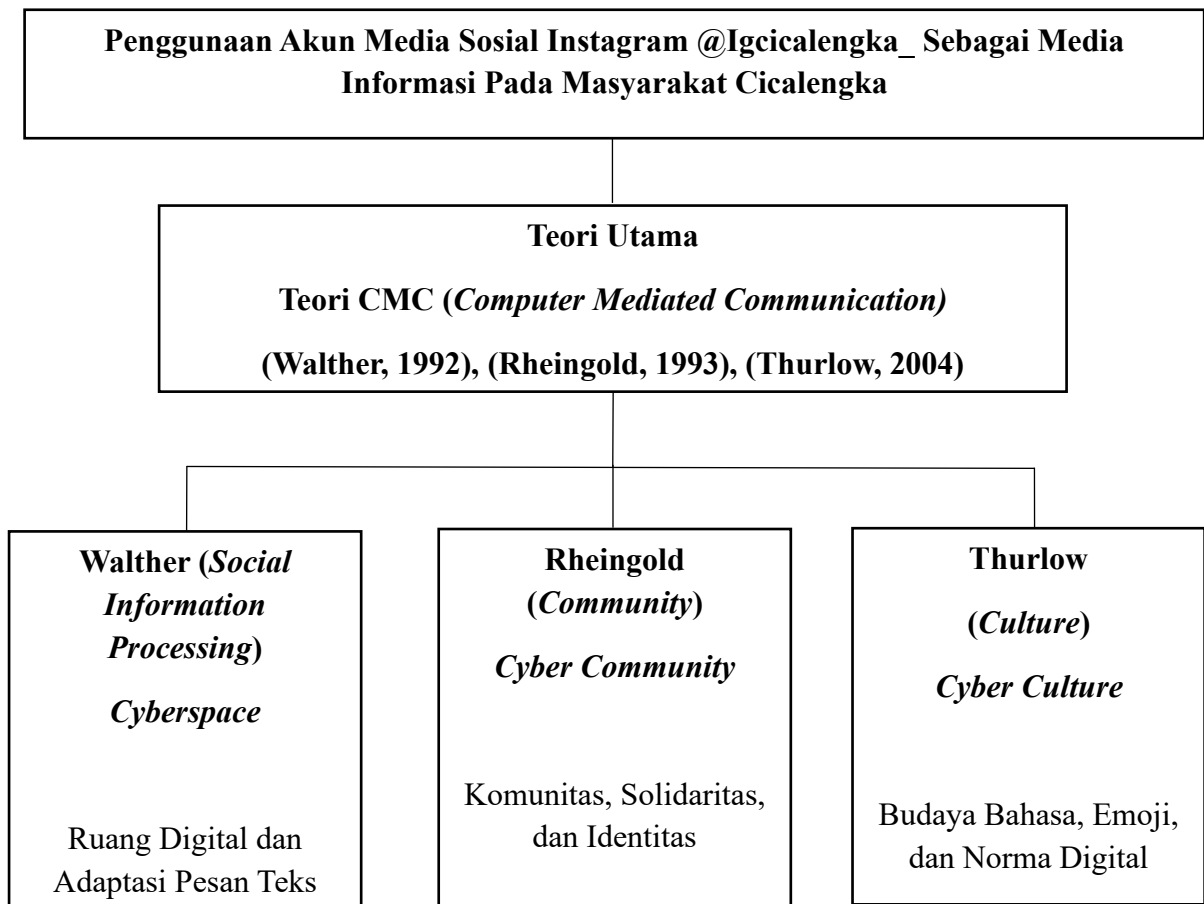 Penggunaan Akun Media Sosial Instagram @Igcicalengka_ Sebagai Media
Informasi Pada Masyarakat Cicalengka
Teori Utama
Teori CMC (Computer Mediated Communication)
(Walther, 1992), (Rheingold, 1993), (Thurlow, 2004)
Walther (Social
Information
Processing)
Cyberspace
Ruang Digital dan
Adaptasi Pesan Teks
Rheingold
(Community)
Cyber Community
Komunitas, Solidaritas,
dan Identitas
Thurlow
(Culture)
Cyber Culture
Budaya Bahasa, Emoji,
dan Norma Digital